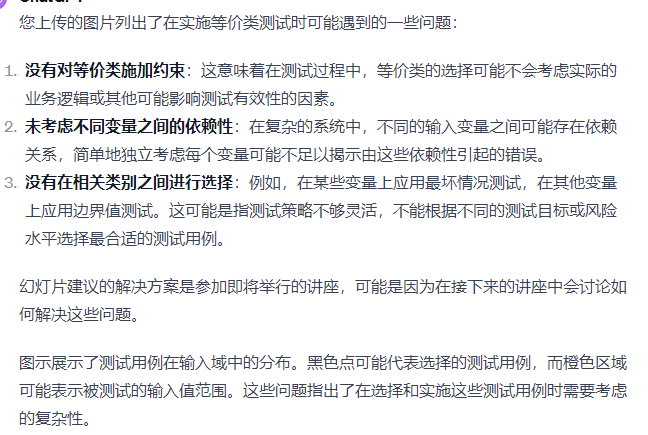 您上传的图片列出了在实施等价类测试时可能遇到的一些问题：
1. 没有对等价类施加约束：这意味着在测试过程中，等价类的选择可能不会考虑实际的
业务逻辑或其他可能影响测试有效性的因素。
2. 未考虑不同变量之间的依赖性：在复杂的系统中，不同的输入变量之间可能存在依赖
关系，简单地独立考虑每个变量可能不足以揭示由这些依赖性引起的错误。
3. 没有在相关类别之间进行选择：例如，在某些变量上应用最坏情况测试，在其他变量
上应用边界值测试。这可能是指测试策略不够灵活，不能根据不同的测试目标或风险
水平选择最合适的测试用例。
幻灯片建议的解决方案是参加即将举行的讲座，可能是因为在接下来的讲座中会讨论如
何解决这些问题。
图示展示了测试用例在输入域中的分布。黑色点可能代表选择的测试用例，而橙色区域
可能表示被测试的输入值范围。这些问题指出了在选择和实施这些测试用例时需要考虑
的复杂性。